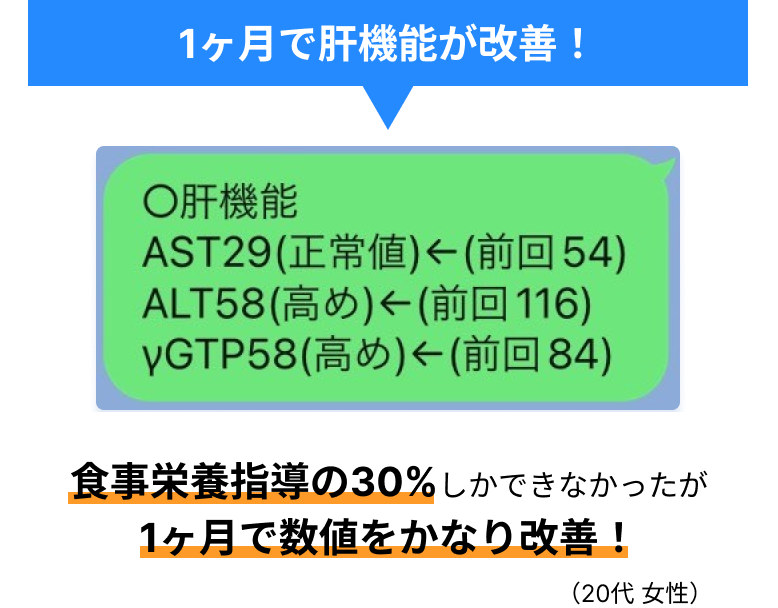 1ヶ月で肝機能が改善！
〇肝機能
AST29(正常値)←(前回54)
ALT58(高め)←(前回116)
γGTP58(高め)←(前回84)
食事栄養指導の30%しかできなかったが
1ヶ月で数値をかなり改善！
（20代 女性）